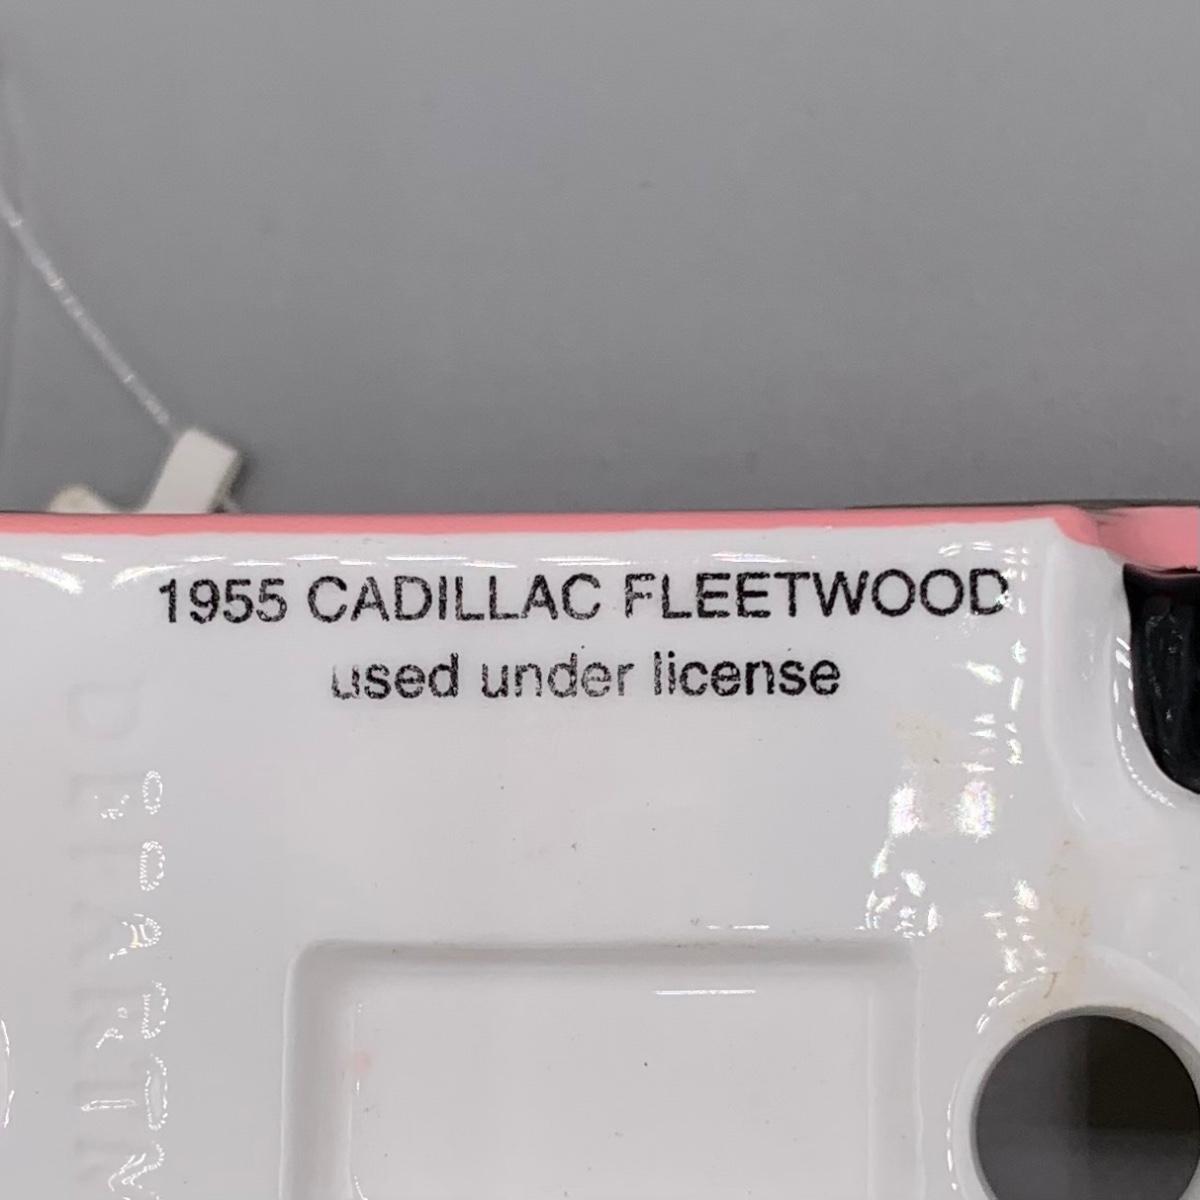 1955 CADILLAC FLEETWOOD
used under license